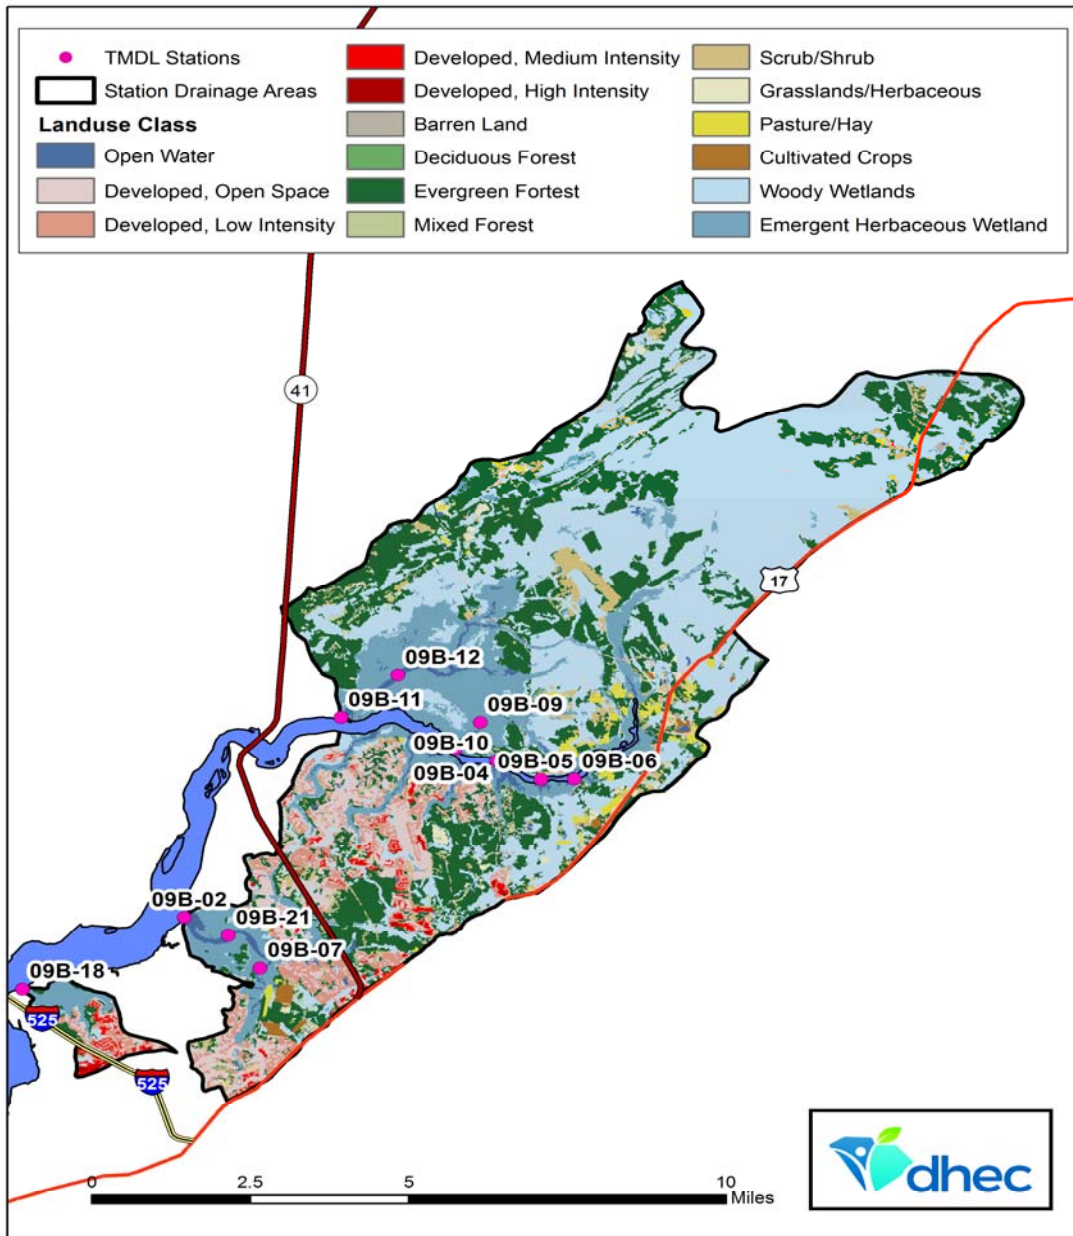 TMDL Stations
Station Drainage Areas
Landuse Class
Open Water
Developed, Open Space
Developed, Low Intensity
Developed, Medium Intensity
Developed, High Intensity
Barren Land
Deciduous Forest
Evergreen Fortest
Mixed Forest
Scrub/Shrub
Grasslands/Herbaceous
Pasture/Hay
Cultivated Crops
Woody Wetlands
Emergent Herbaceous Wetland
41
17
09B-12
09B-11
09B-09
09B-10
09B-05
09B-06
09B-04
09B-02
09B-21
09B-07
09B-18
525
525
0
2.5
5
10
Miles
dhec